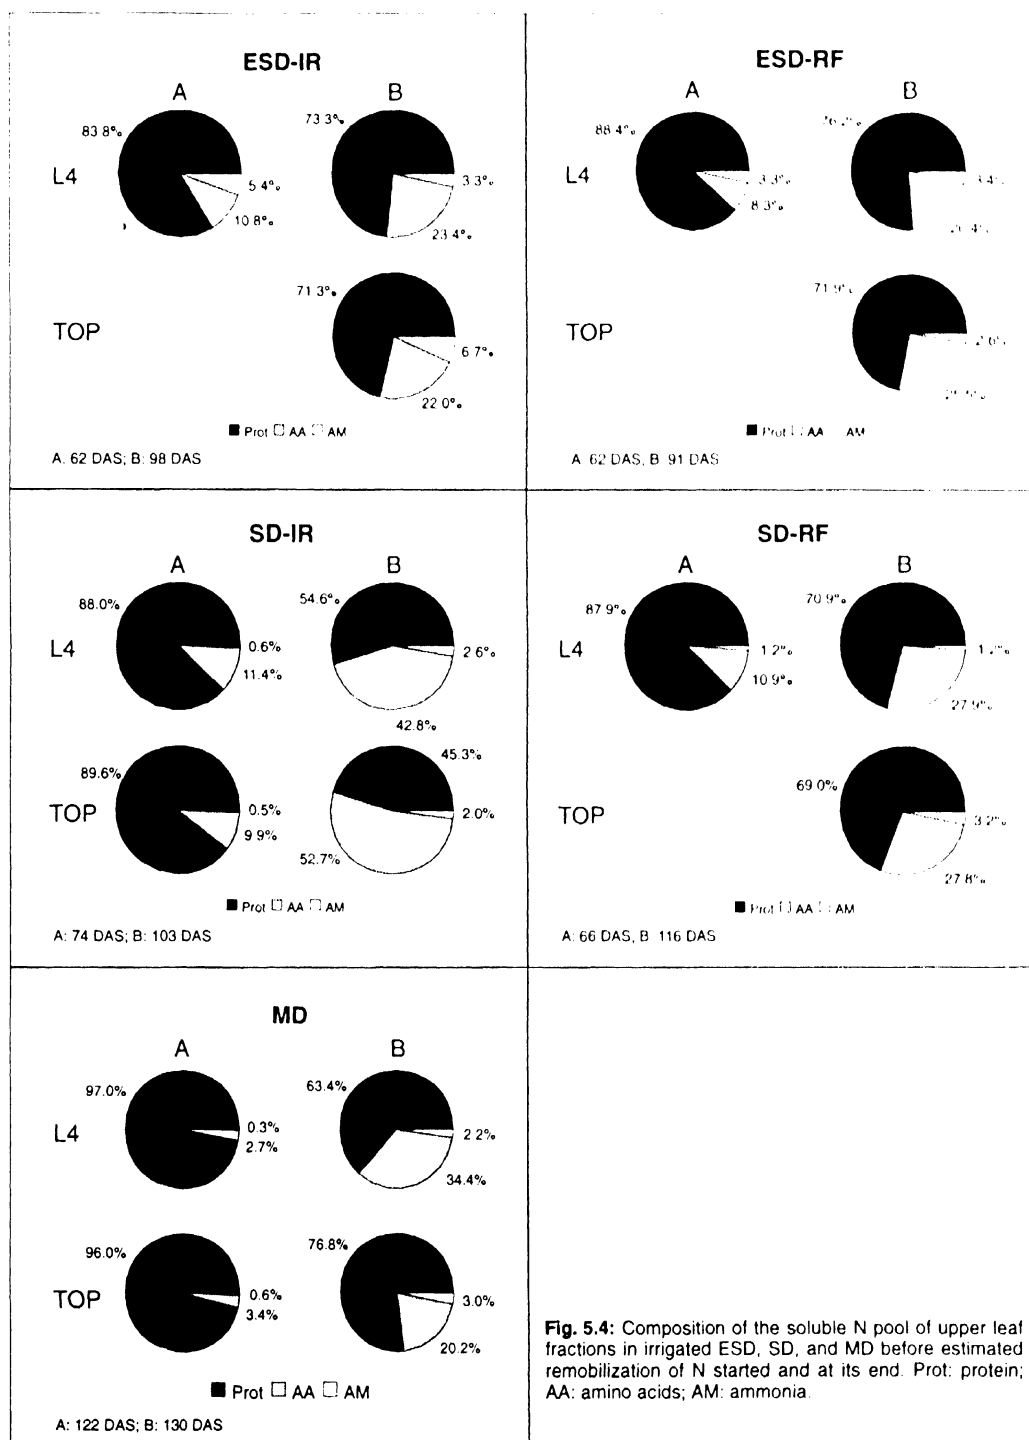 ESD-IR
A B
83.8% 73.3%
L4
5.4% 3.3%
10.8% 23.4%
71.3%
TOP
6.7%
22.0%
■ Prot □ AA □ AM
A: 62 DAS; B: 98 DAS
ESD-RF
A B
88.4%
L4
3.3% 3.4%
8.3%
71.9%
TOP
2.6%
■ Prot AA AM
A: 62 DAS, B: 91 DAS
SD-IR
A B
88.0% 54.6%
L4
0.6% 2.6%
11.4%
42.8%
89.6% 45.3%
TOP
0.5% 2.0%
9.9%
52.7%
■ Prot □ AA □ AM
A: 74 DAS; B: 103 DAS
SD-RF
A B
87.9% 70.9%
L4
1.2% 1.2%
10.9% 27.9%
69.0%
TOP
3.2%
27.8%
■ Prot □ AA □ AM
A: 66 DAS, B: 116 DAS
MD
A B
97.0% 63.4%
L4
0.3% 2.2%
2.7%
34.4%
96.0% 76.8%
TOP
0.6% 3.0%
3.4%
20.2%
■ Prot □ AA □ AM
A: 122 DAS; B: 130 DAS
Fig. 5.4: Composition of the soluble N pool of upper leaf
fractions in irrigated ESD, SD, and MD before estimated
remobilization of N started and at its end. Prot: protein;
AA: amino acids; AM: ammonia.